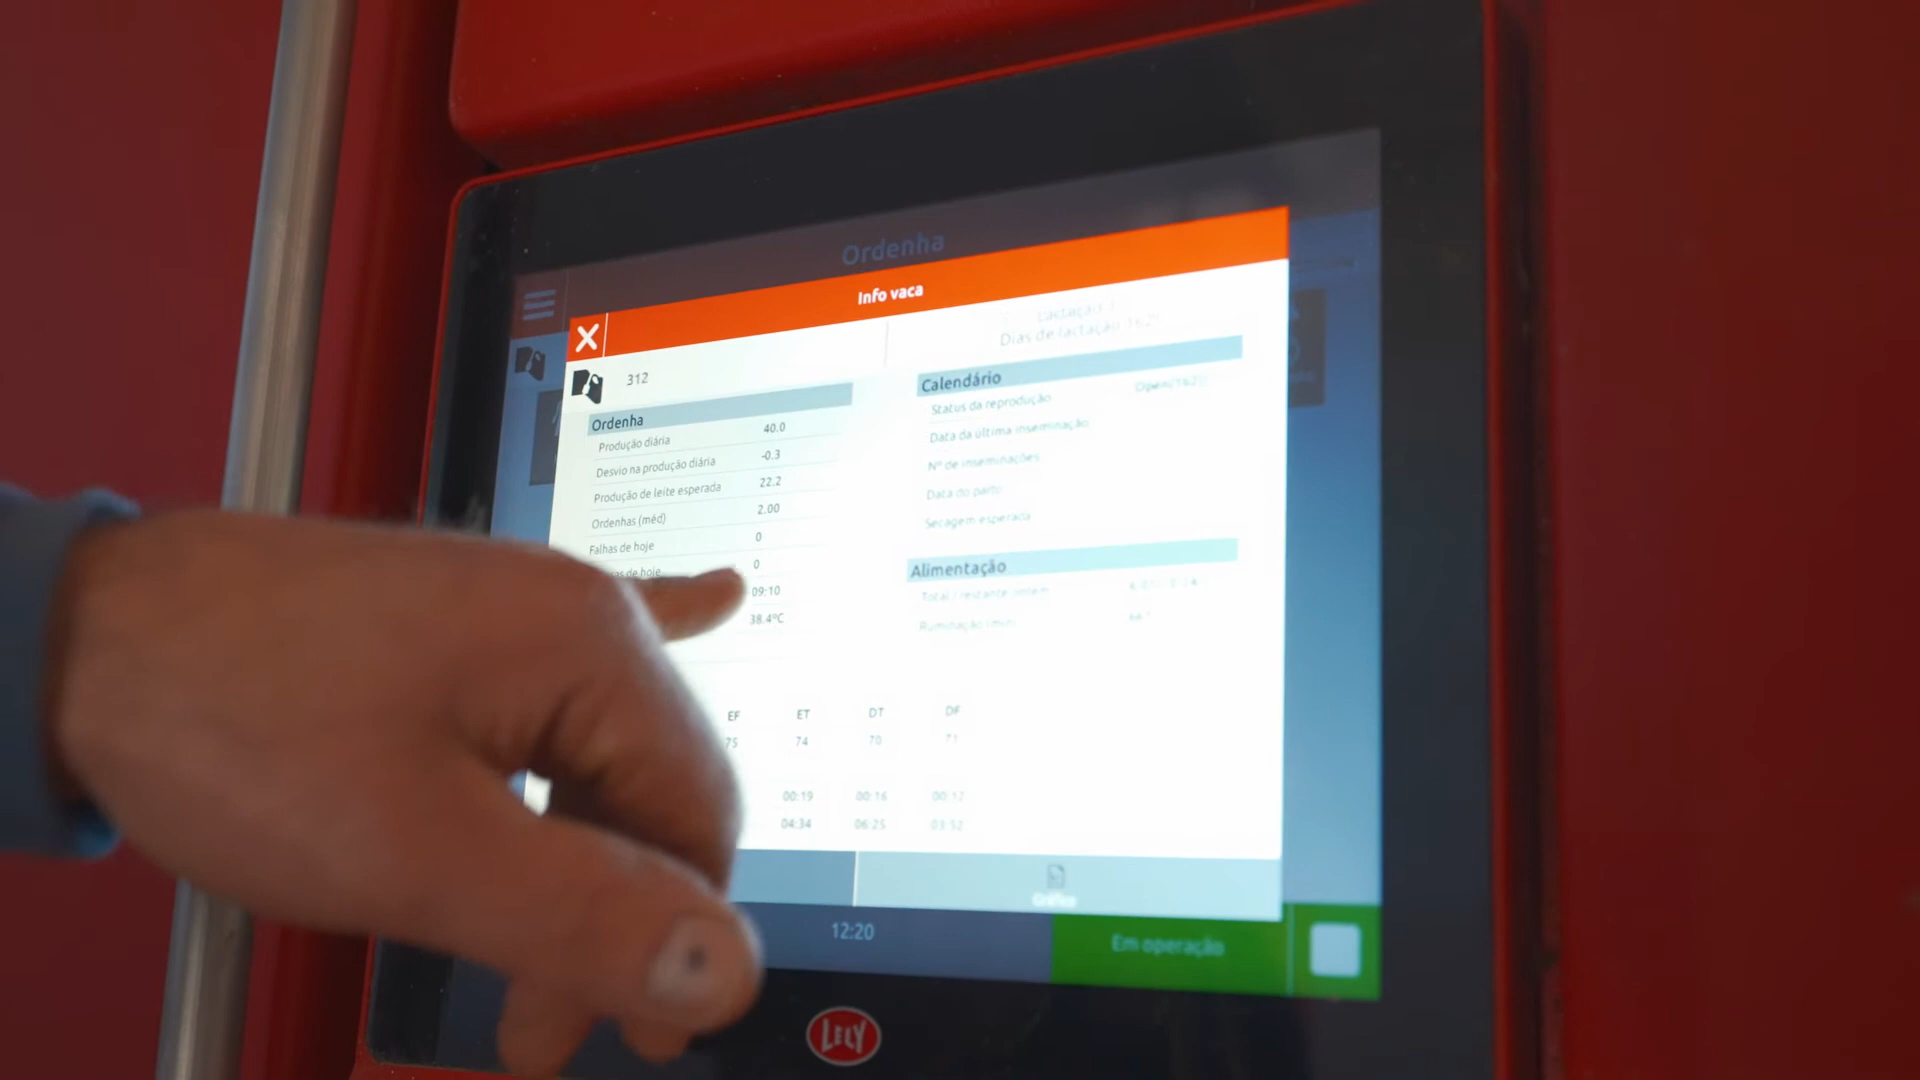 Ordenha
Info vaca
Dias de lactação
312
Ordenha
Produção diária 40.0
Desvio na produção diária -0.3
Produção de leite esperada 22.2
Ordenhas (méd) 2.00
Falhas de hoje 0
de hoje 0
09:10
38.4ºC
Calendário
Status da reprodução
Data da última inseminação
Nº de inseminações
Data do parto
Secagem esperada
Alimentação
Total / restante ontem
Ruminação (min)
EF ET DT DF
75 74 70 71
00:19 00:16 00:12
04:34 06:25 03:52
Gráfico
12:20
Em operação
LELY